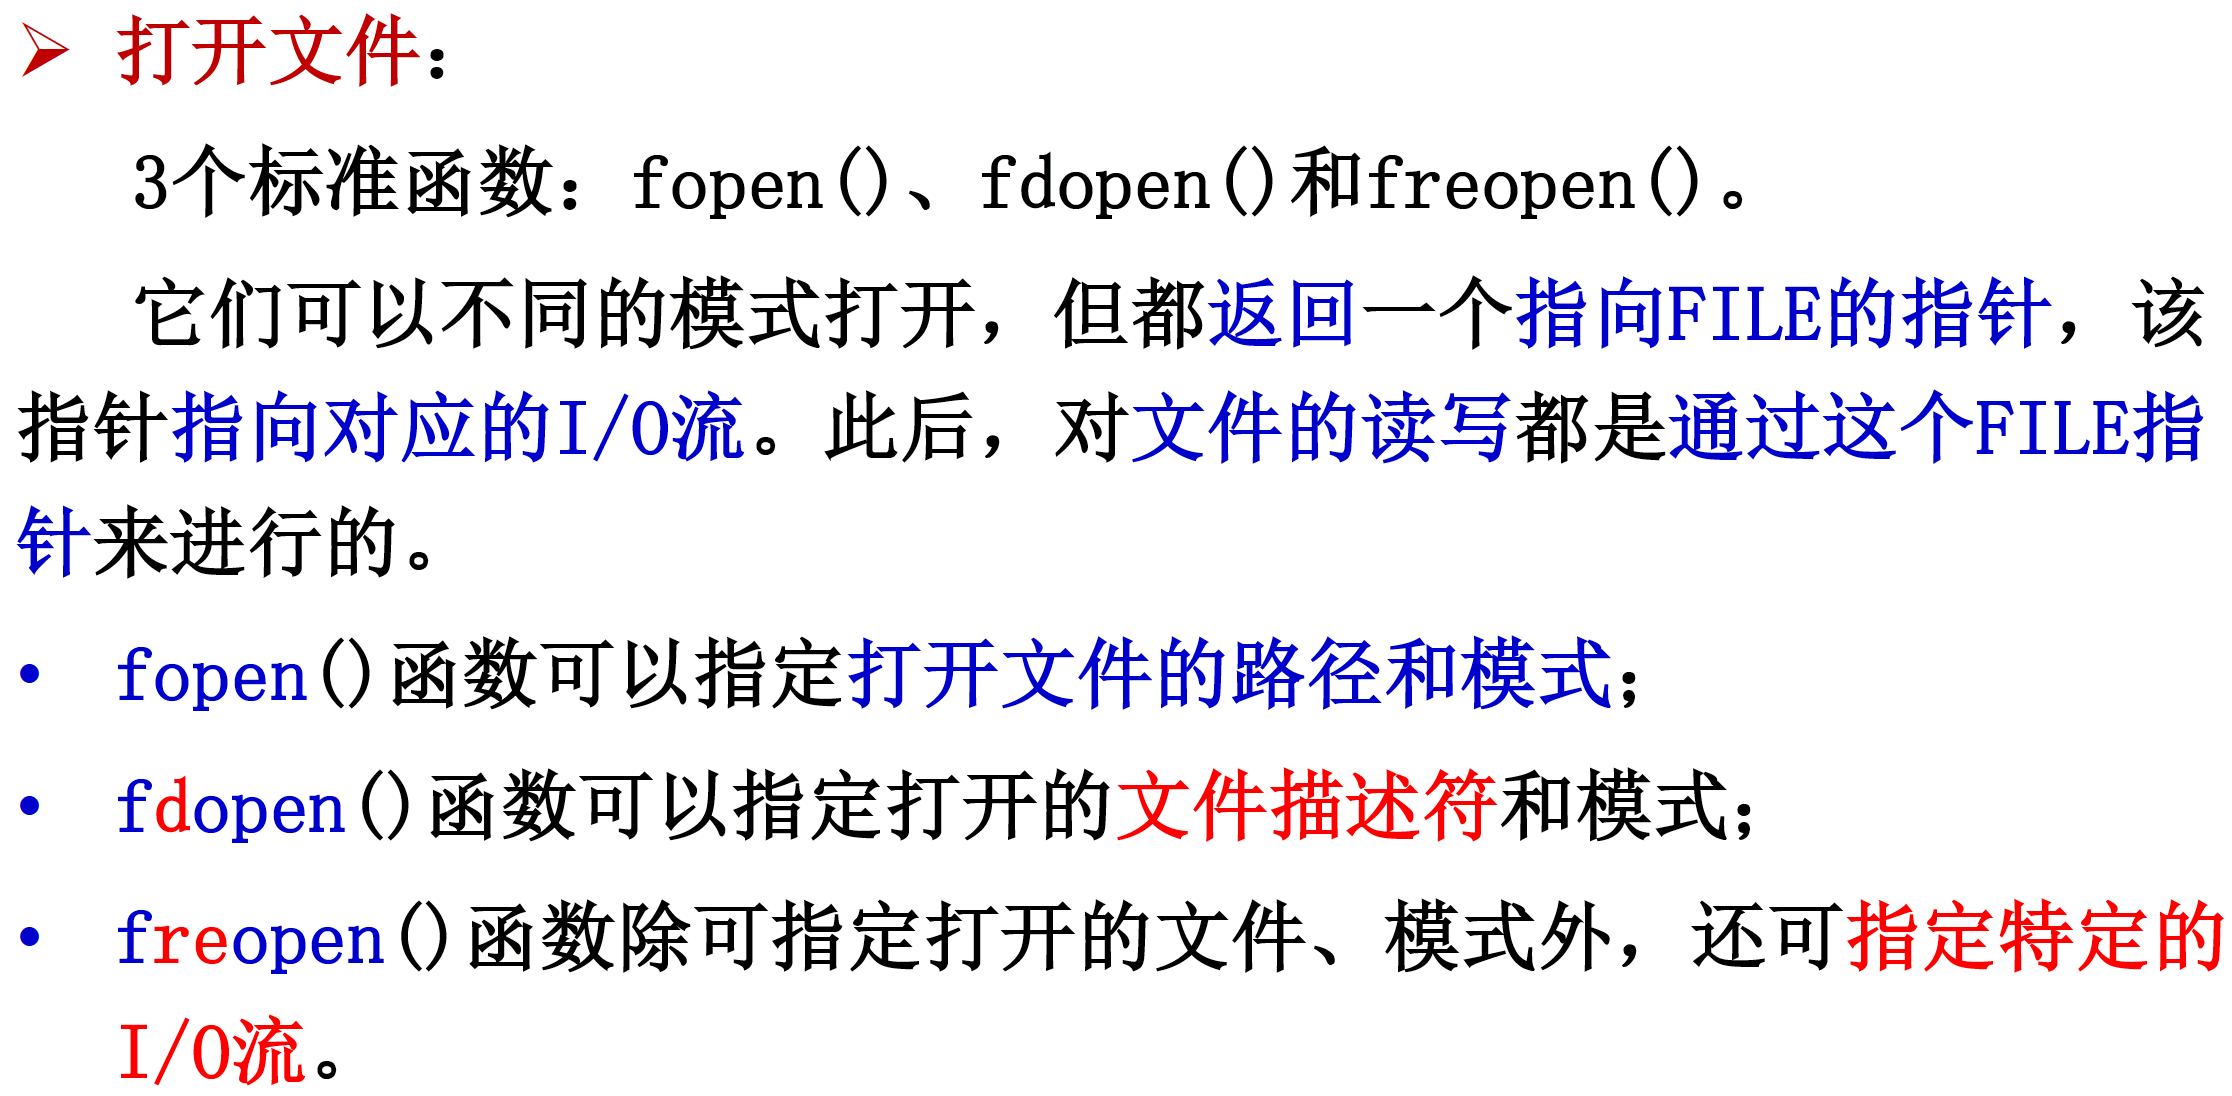 ➢ 打开文件：
3个标准函数：fopen()、fdopen()和freopen()。
它们可以不同的模式打开，但都返回一个指向FILE的指针，该
指针指向对应的I/O流。此后，对文件的读写都是通过这个FILE指
针来进行的。
• fopen()函数可以指定打开文件的路径和模式；
• fdopen()函数可以指定打开的文件描述符和模式；
• freopen()函数除可指定打开的文件、模式外，还可指定特定的
I/O流。